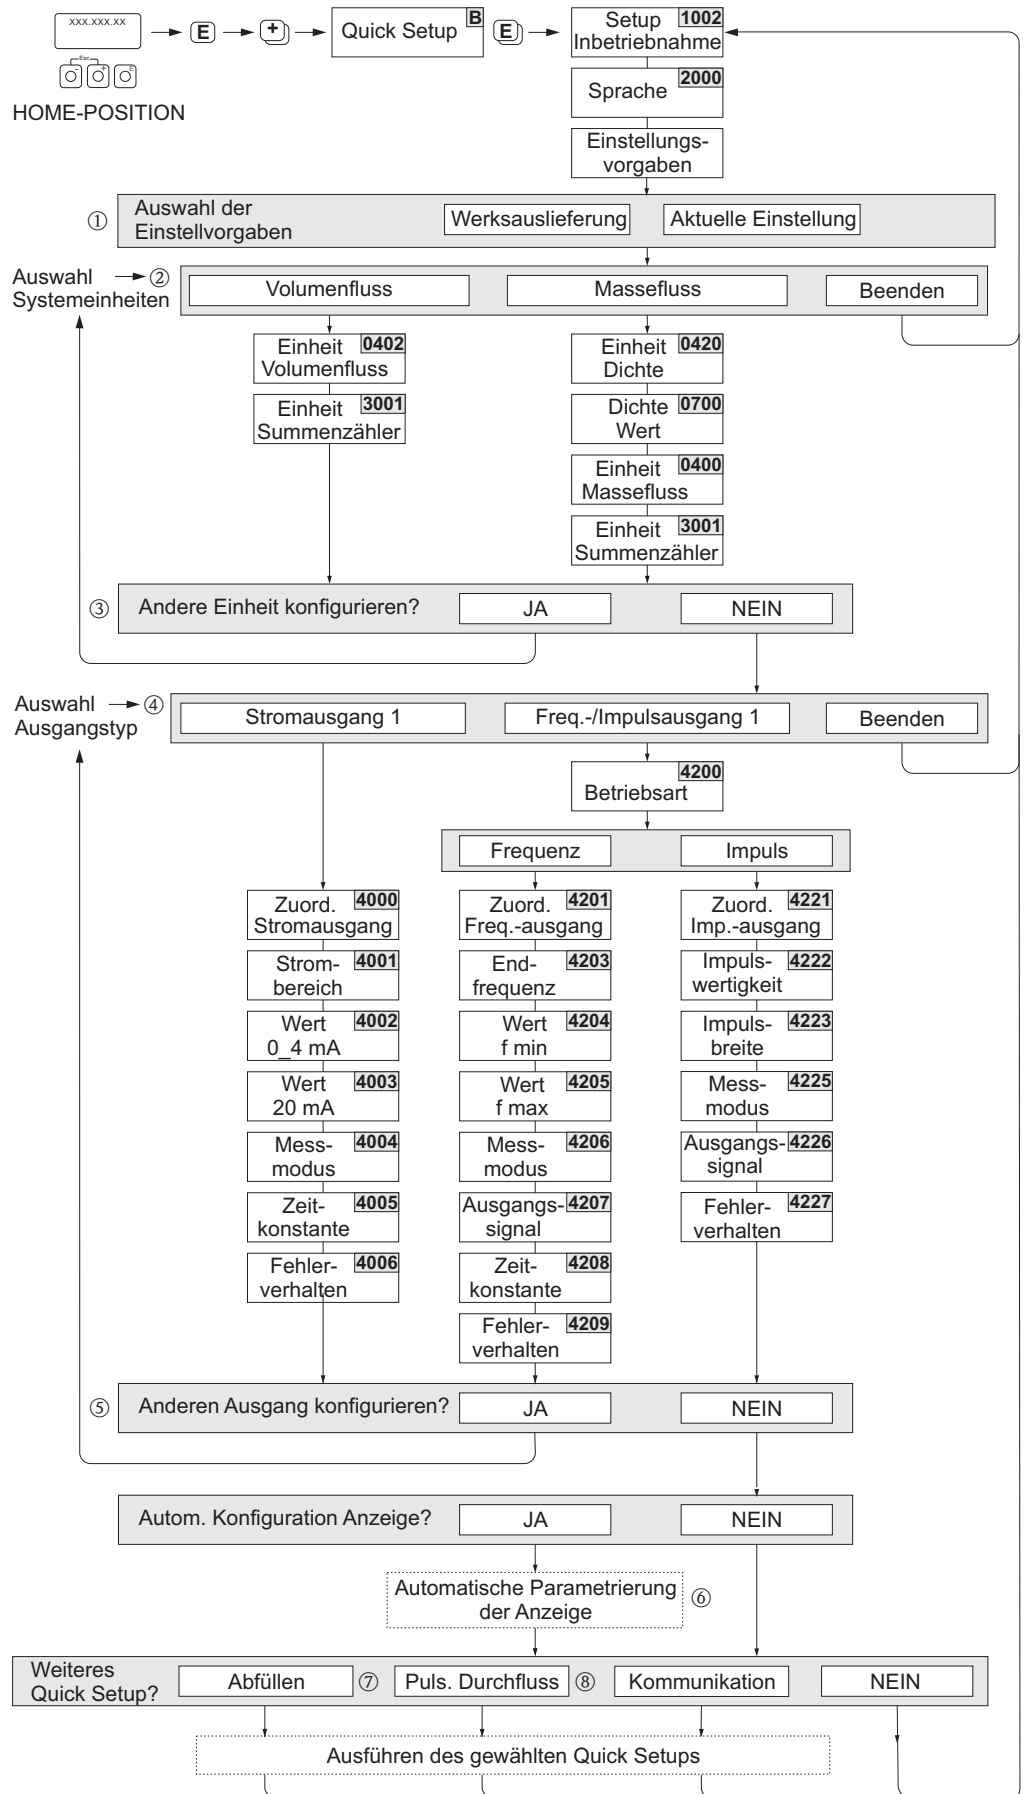 xxx.xxx.xx
Esc
-
+
E
HOME-POSITION
E
+
Quick Setup
B
E
Setup
1002
Inbetriebnahme
Sprache
2000
Einstellungs-
vorgaben
①
Auswahl der
Einstellvorgaben
Werksauslieferung
Aktuelle Einstellung
Auswahl
Systemeinheiten
②
Volumenfluss
Massefluss
Beenden
Einheit
0402
Volumenfluss
Einheit
3001
Summenzähler
Einheit
0420
Dichte
Dichte
0700
Wert
Einheit
0400
Massefluss
Einheit
3001
Summenzähler
③
Andere Einheit konfigurieren?
JA
NEIN
Auswahl
Ausgangstyp
④
Stromausgang 1
Freq.-/Impulsausgang 1
Beenden
4200
Betriebsart
Frequenz
Impuls
Zuord.
4000
Stromausgang
Strom-
4001
bereich
Wert
4002
0_4 mA
Wert
4003
20 mA
Mess-
4004
modus
Zeit-
4005
konstante
Fehler-
4006
verhalten
Zuord.
4201
Freq.-ausgang
End-
4203
frequenz
Wert
4204
f min
Wert
4205
f max
Mess-
4206
modus
Ausgangs-
4207
signal
Zeit-
4208
konstante
Fehler-
4209
verhalten
Zuord.
4221
Imp.-ausgang
Impuls-
4222
wertigkeit
Impuls-
4223
breite
Mess-
4225
modus
Ausgangs-
4226
signal
Fehler-
4227
verhalten
⑤
Anderen Ausgang konfigurieren?
JA
NEIN
Autom. Konfiguration Anzeige?
JA
NEIN
Automatische Parametrierung
der Anzeige
⑥
Weiteres
Quick Setup?
Abfüllen
⑦
Puls. Durchfluss
⑧
Kommunikation
NEIN
Ausführen des gewählten Quick Setups